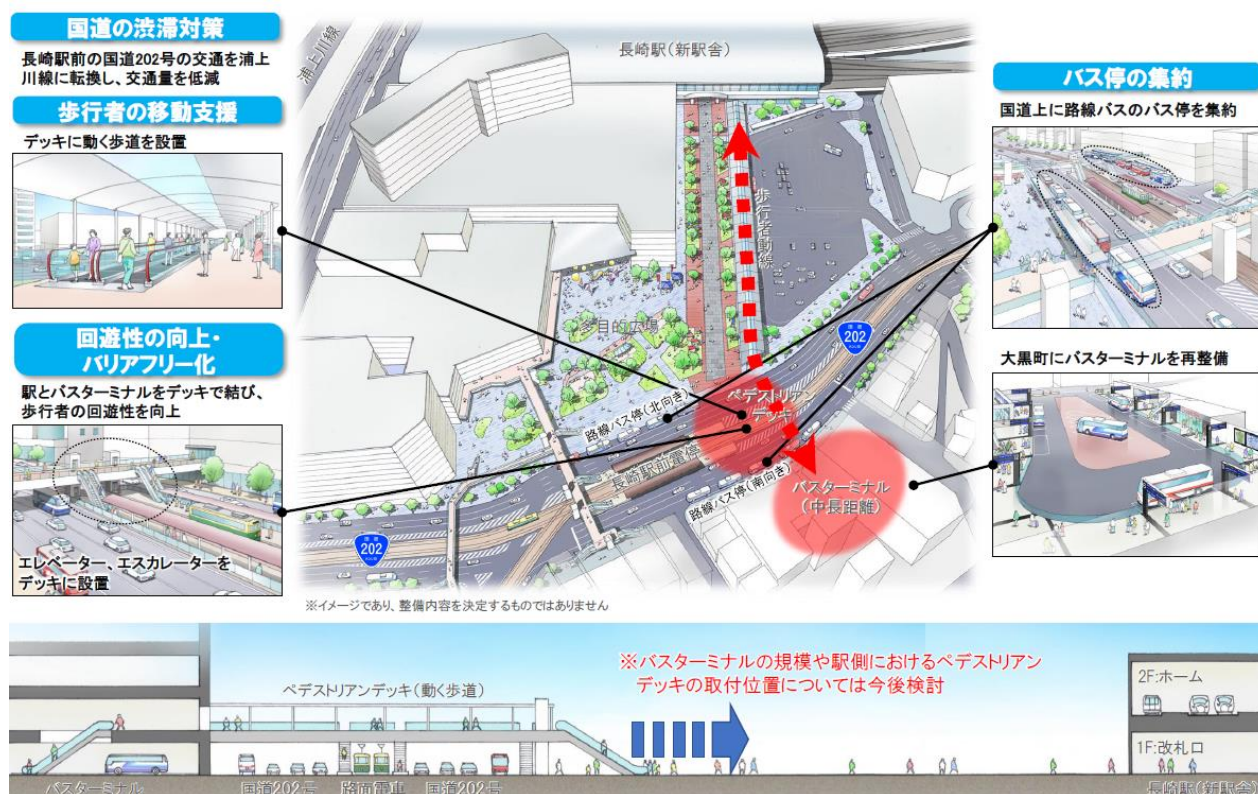 国道の渋滞対策
長崎駅前の国道202号の交通を浦上
川線に転換し、交通量を低減
歩行者の移動支援
デッキに動く歩道を設置
回遊性の向上・
バリアフリー化
駅とバスターミナルをデッキで結び、
歩行者の回遊性を向上
エレベーター、エスカレーターを
デッキに設置
浦上川線
長崎駅(新駅舎)
歩行者動線
多目的広場
国道
202
ペデストリアン
デッキ
路線バス停(北向き)
長崎駅前電停
路線バス停(南向き)
バスターミナル
(中長距離)
国道
202
※イメージであり、整備内容を決定するものではありません
バス停の集約
国道上に路線バスのバス停を集約
大黒町にバスターミナルを再整備
※バスターミナルの規模や駅側におけるペデストリアン
デッキの取付位置については今後検討
ペデストリアンデッキ(動く歩道)
2F:ホーム
1F:改札口
バスターミナル
国道202号
路面電車
国道202号
長崎駅(新駅舎)